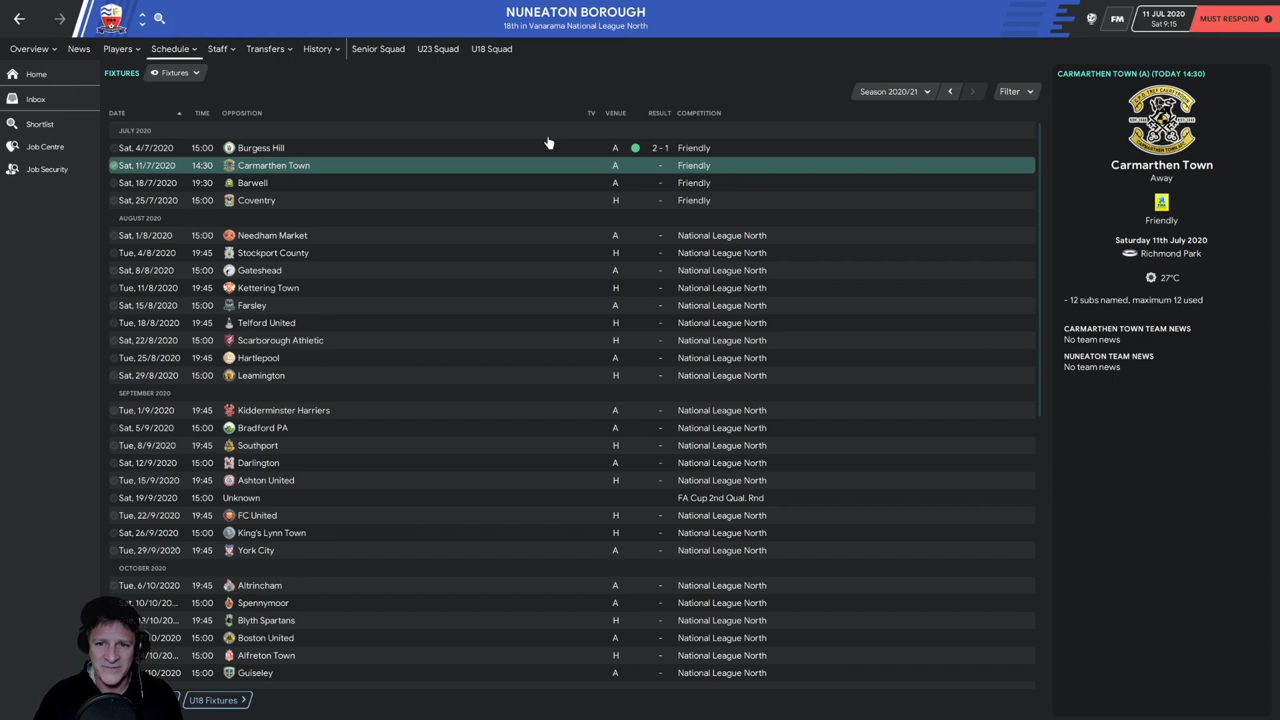 NUNEATON BOROUGH
18th in Vanarama National League North
FM
11 JUL 2020
Sat 9:15
MUST RESPOND
Overview News Players Schedule Staff Transfers History Senior Squad U23 Squad U18 Squad
Home
Inbox
Shortlist
Job Centre
Job Security
FIXTURES Fixtures
Season 2020/21 Filter
DATE TIME OPPOSITION TV VENUE RESULT COMPETITION
JULY 2020
Sat, 4/7/2020 15:00 Burgess Hill A 2 - 1 Friendly
Sat, 11/7/2020 14:30 Carmarthen Town A - Friendly
Sat, 18/7/2020 19:30 Barwell A - Friendly
Sat, 25/7/2020 15:00 Coventry H - Friendly
AUGUST 2020
Sat, 1/8/2020 15:00 Needham Market A - National League North
Tue, 4/8/2020 19:45 Stockport County H - National League North
Sat, 8/8/2020 15:00 Gateshead A - National League North
Tue, 11/8/2020 19:45 Kettering Town H - National League North
Sat, 15/8/2020 15:00 Farsley A - National League North
Tue, 18/8/2020 19:45 Telford United H - National League North
Sat, 22/8/2020 15:00 Scarborough Athletic H - National League North
Tue, 25/8/2020 19:45 Hartlepool A - National League North
Sat, 29/8/2020 15:00 Leamington H - National League North
SEPTEMBER 2020
Tue, 1/9/2020 19:45 Kidderminster Harriers A - National League North
Sat, 5/9/2020 15:00 Bradford PA A - National League North
Tue, 8/9/2020 19:45 Southport H - National League North
Sat, 12/9/2020 15:00 Darlington A - National League North
Tue, 15/9/2020 19:45 Ashton United H - National League North
Sat, 19/9/2020 15:00 Unknown FA Cup 2nd Qual. Rnd
Tue, 22/9/2020 19:45 FC United H - National League North
Sat, 26/9/2020 15:00 King's Lynn Town H - National League North
Tue, 29/9/2020 19:45 York City A - National League North
OCTOBER 2020
Tue, 6/10/2020 19:45 Altrincham A - National League North
Sat, 10/10/20... 15:00 Spennymoor A - National League North
13/10/20... 19:45 Blyth Spartans H - National League North
/10/20... 15:00 Boston United A - National League North
/10/20... 15:00 Alfreton Town H - National League North
/10/20... 15:00 Guiseley A - National League North
U18 Fixtures
CARMARTHEN TOWN (A) (TODAY 14:30)
Carmarthen Town
Away
Friendly
Saturday 11th July 2020
Richmond Park
27°C
- 12 subs named, maximum 12 used
CARMARTHEN TOWN TEAM NEWS
No team news
NUNEATON TEAM NEWS
No team news